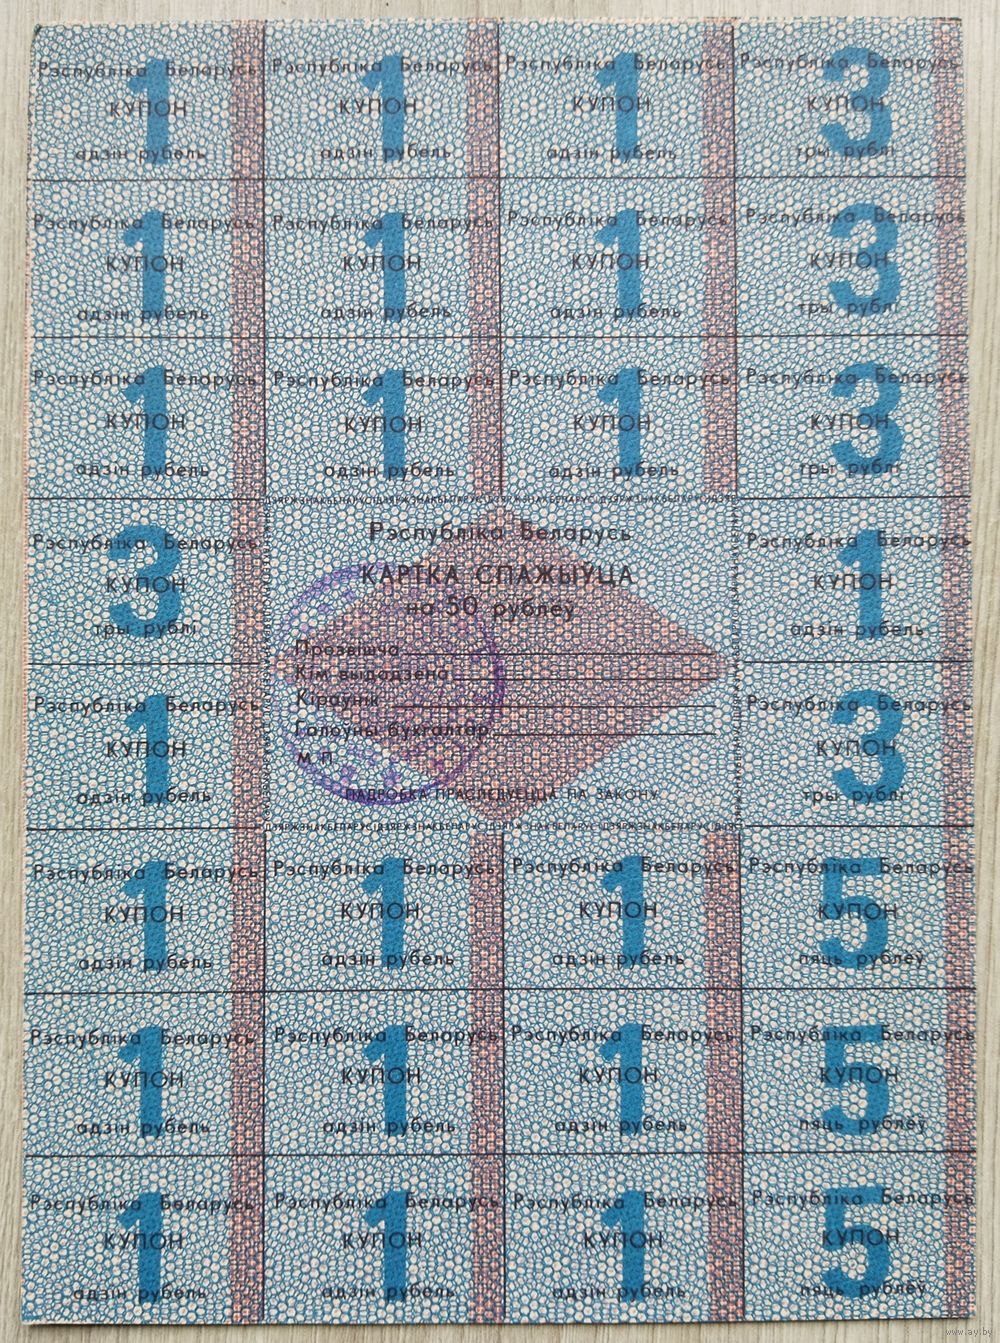 Рэспубліка Беларусь Рэспубліка Беларусь Рэспубліка Беларусь Рэспубліка Беларусь
1 1 1 3
КУПОН КУПОН КУПОН КУПОН
адзін рубель адзін рубель адзін рубель тры рублі
Рэспубліка Беларусь Рэспубліка Беларусь Рэспубліка Беларусь Рэспубліка Беларусь
1 1 1 3
КУПОН КУПОН КУПОН КУПОН
адзін рубель адзін рубель адзін рубель тры рублі
Рэспубліка Беларусь Рэспубліка Беларусь Рэспубліка Беларусь Рэспубліка Беларусь
1 1 1 3
КУПОН КУПОН КУПОН КУПОН
адзін рубель адзін рубель адзін рубель тры рублі
Рэспубліка Беларусь
3
КУПОН
тры рублі
Рэспубліка Беларусь
1
КУПОН
адзін рубель
Рэспубліка Беларусь
КАРТКА СПАЖЫЎЦА
на 50 рублёў
Прозвішча
Кім выдадзена
Кіраўнік
Галоўны бухгалтар
М.П.
ПАДРОБКА ПРАСЛЕДУЕЦЦА ПА ЗАКОНУ
Рэспубліка Беларусь
1
КУПОН
адзін рубель
Рэспубліка Беларусь
3
КУПОН
тры рублі
Рэспубліка Беларусь Рэспубліка Беларусь Рэспубліка Беларусь Рэспубліка Беларусь
1 1 1 5
КУПОН КУПОН КУПОН КУПОН
адзін рубель адзін рубель адзін рубель пяць рублёў
Рэспубліка Беларусь Рэспубліка Беларусь Рэспубліка Беларусь Рэспубліка Беларусь
1 1 1 5
КУПОН КУПОН КУПОН КУПОН
адзін рубель адзін рубель адзін рубель пяць рублёў
Рэспубліка Беларусь Рэспубліка Беларусь Рэспубліка Беларусь Рэспубліка Беларусь
1 1 1 5
КУПОН КУПОН КУПОН КУПОН
адзін рубель адзін рубель адзін рубель пяць рублёў
www.ay.by